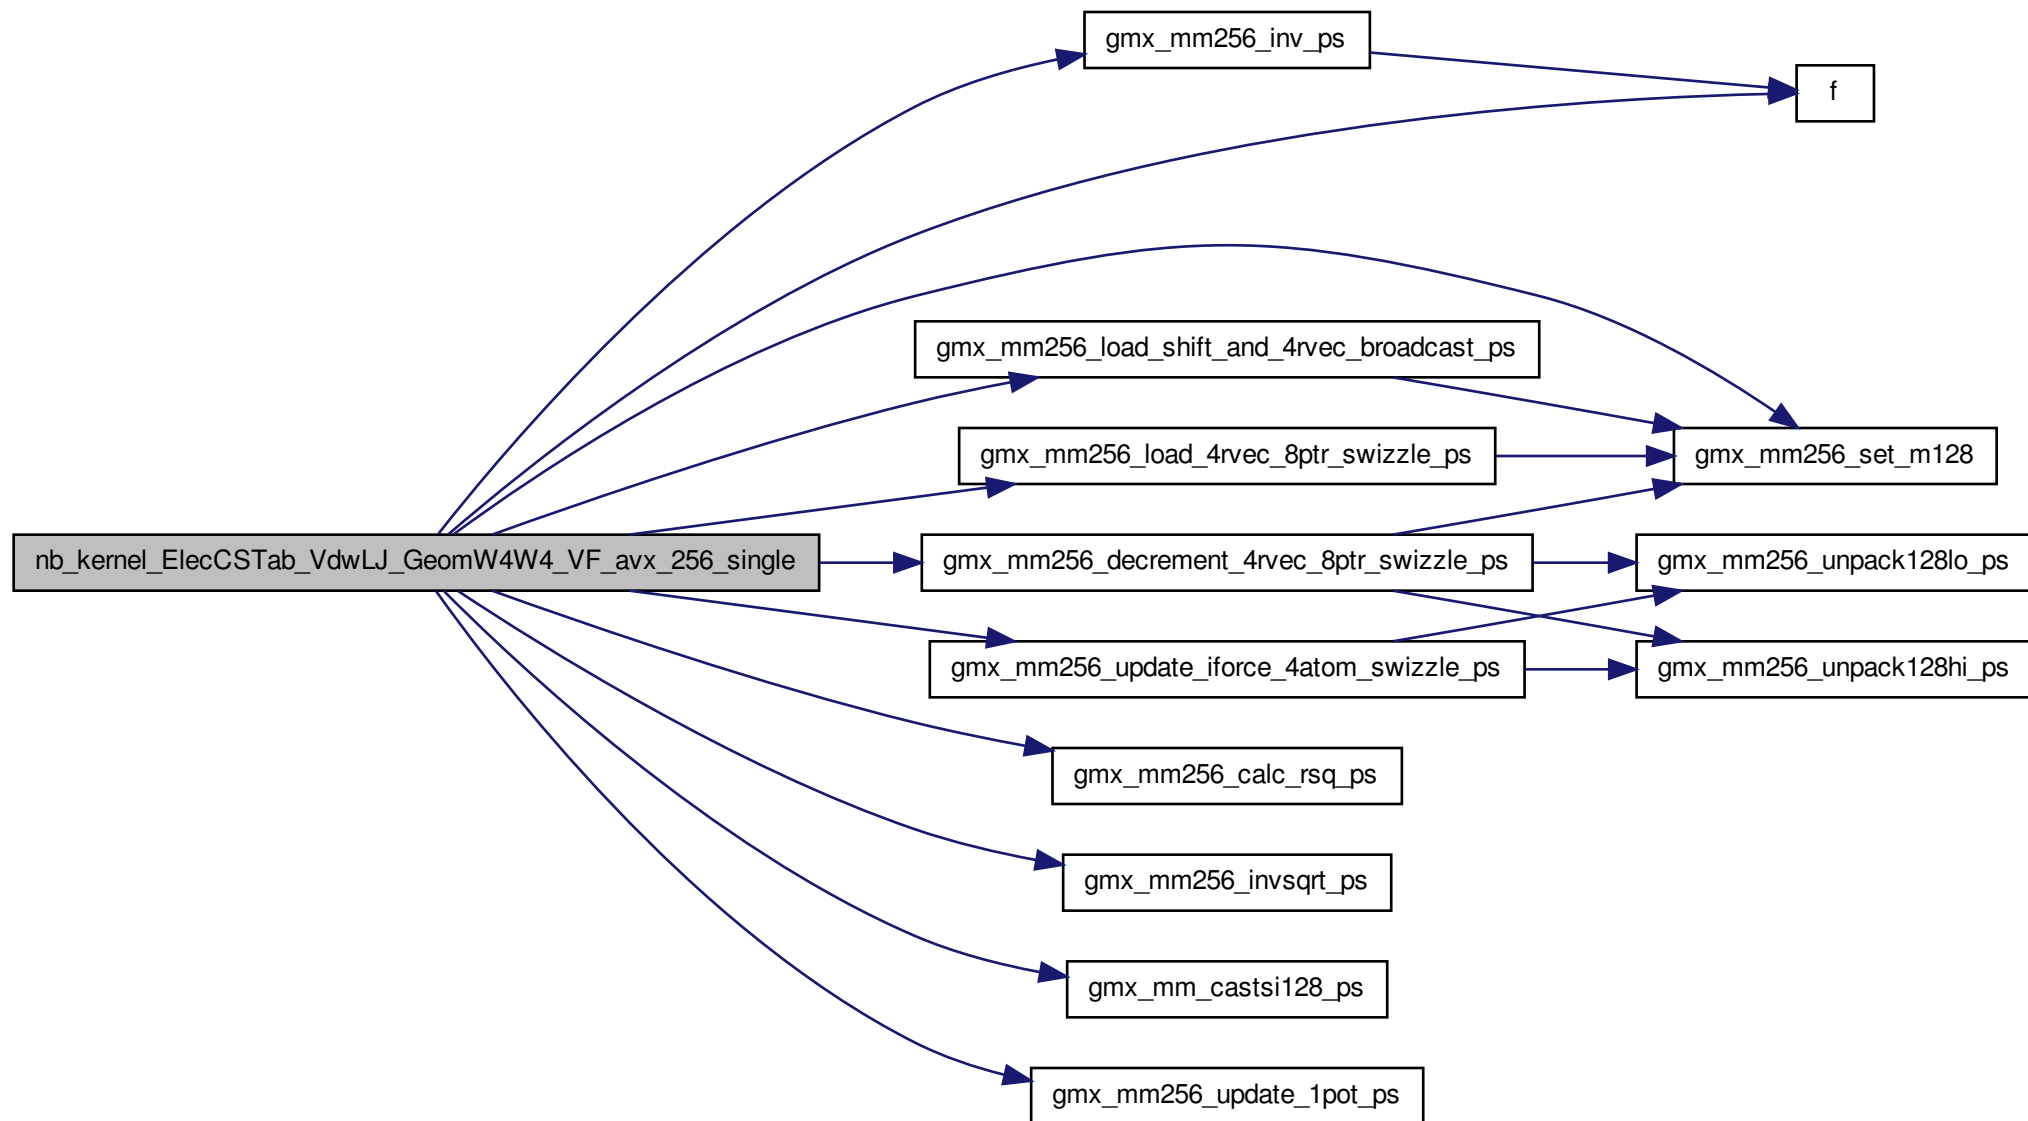 gmx_mm256_inv_ps
f
gmx_mm256_load_shift_and_4rvec_broadcast_ps
gmx_mm256_load_4rvec_8ptr_swizzle_ps
gmx_mm256_set_m128
nb_kernel_ElecCSTab_VdwLJ_GeomW4W4_VF_avx_256_single
gmx_mm256_decrement_4rvec_8ptr_swizzle_ps
gmx_mm256_unpack128lo_ps
gmx_mm256_update_iforce_4atom_swizzle_ps
gmx_mm256_unpack128hi_ps
gmx_mm256_calc_rsq_ps
gmx_mm256_invsqrt_ps
gmx_mm_castsi128_ps
gmx_mm256_update_1pot_ps